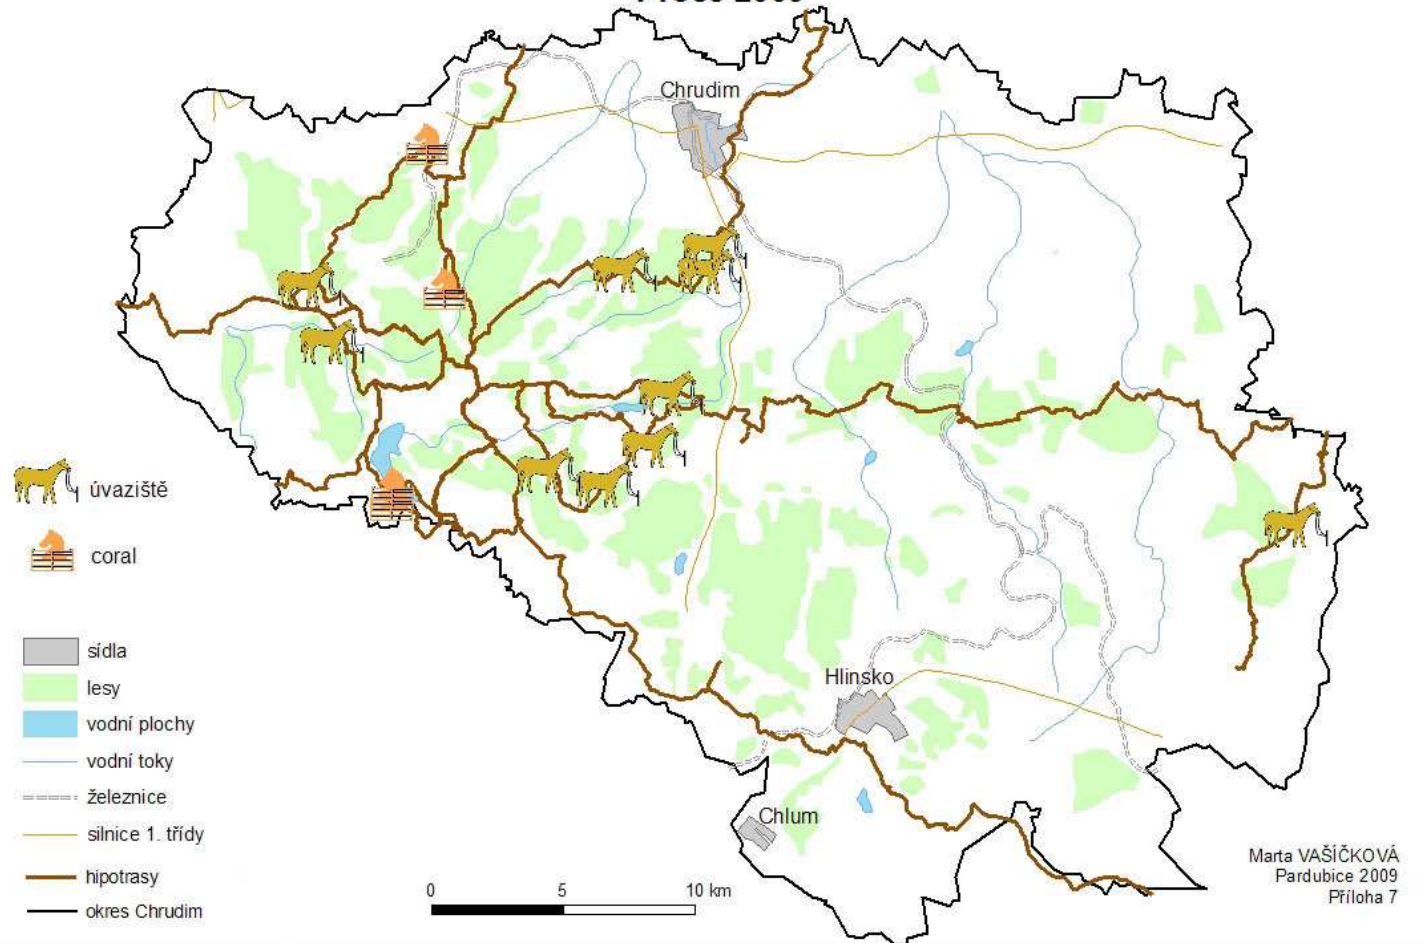 Chrudim
úvaziště
coral
sídla
lesy
vodní plochy
vodní toky
železnice
silnice 1. třídy
hipotrasy
okres Chrudim
Hlinsko
Chlum
0 5 10 km
Marta VAŠÍČKOVÁ
Pardubice 2009
Příloha 7